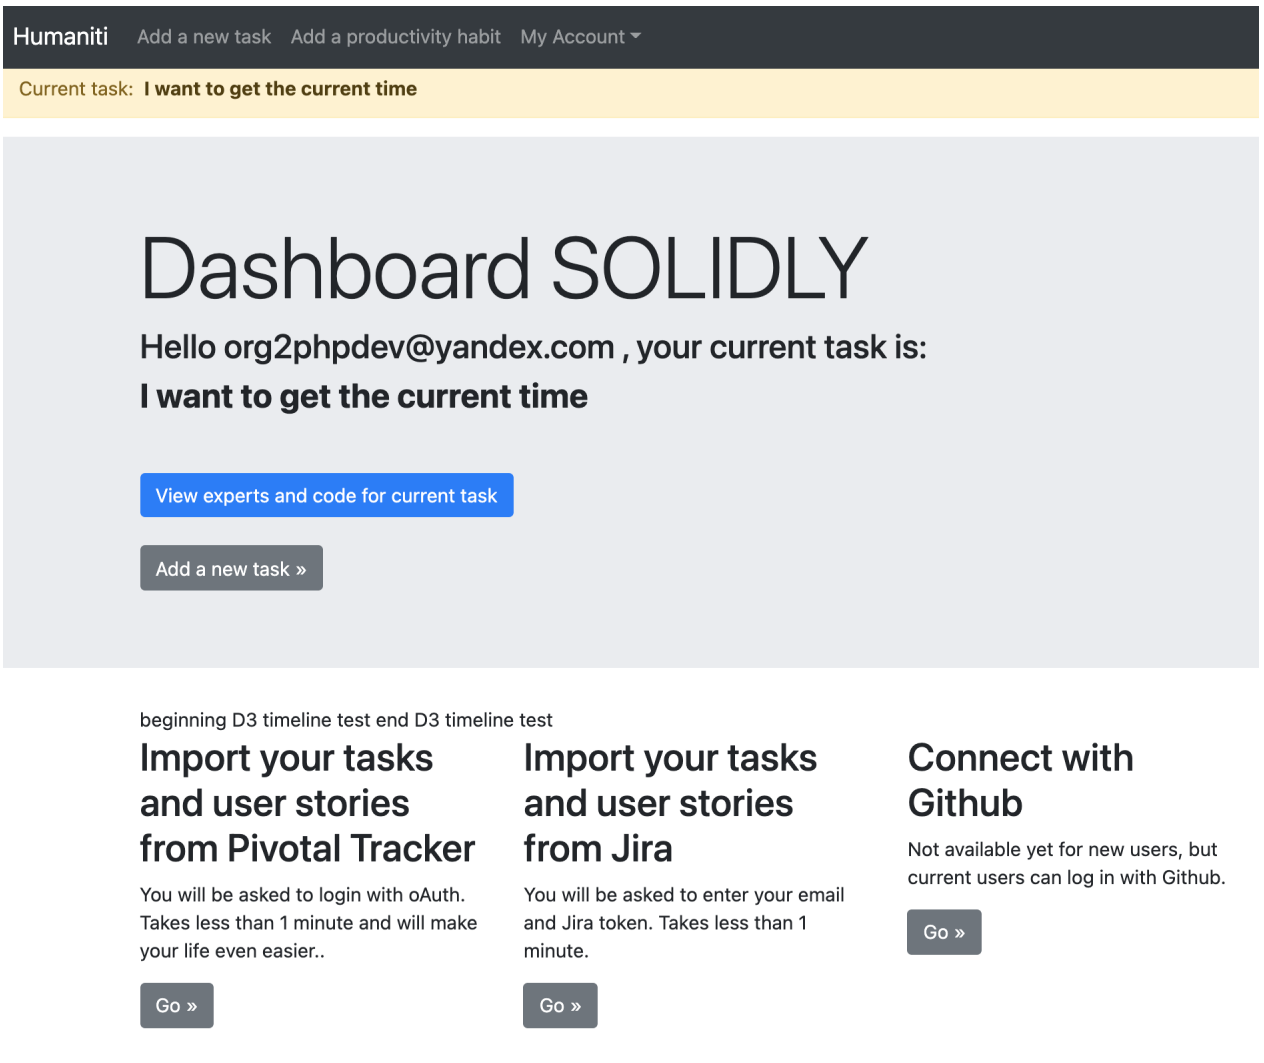 Humaniti Add a new task Add a productivity habit My Account
Current task: I want to get the current time
Dashboard SOLIDLY
Hello org2phpdev@yandex.com , your current task is:
I want to get the current time
View experts and code for current task
Add a new task »
beginning D3 timeline test end D3 timeline test
Import your tasks
and user stories
from Pivotal Tracker
You will be asked to login with oAuth.
Takes less than 1 minute and will make
your life even easier..
Go »
Import your tasks
and user stories
from Jira
You will be asked to enter your email
and Jira token. Takes less than 1
minute.
Go »
Connect with
Github
Not available yet for new users, but
current users can log in with Github.
Go »